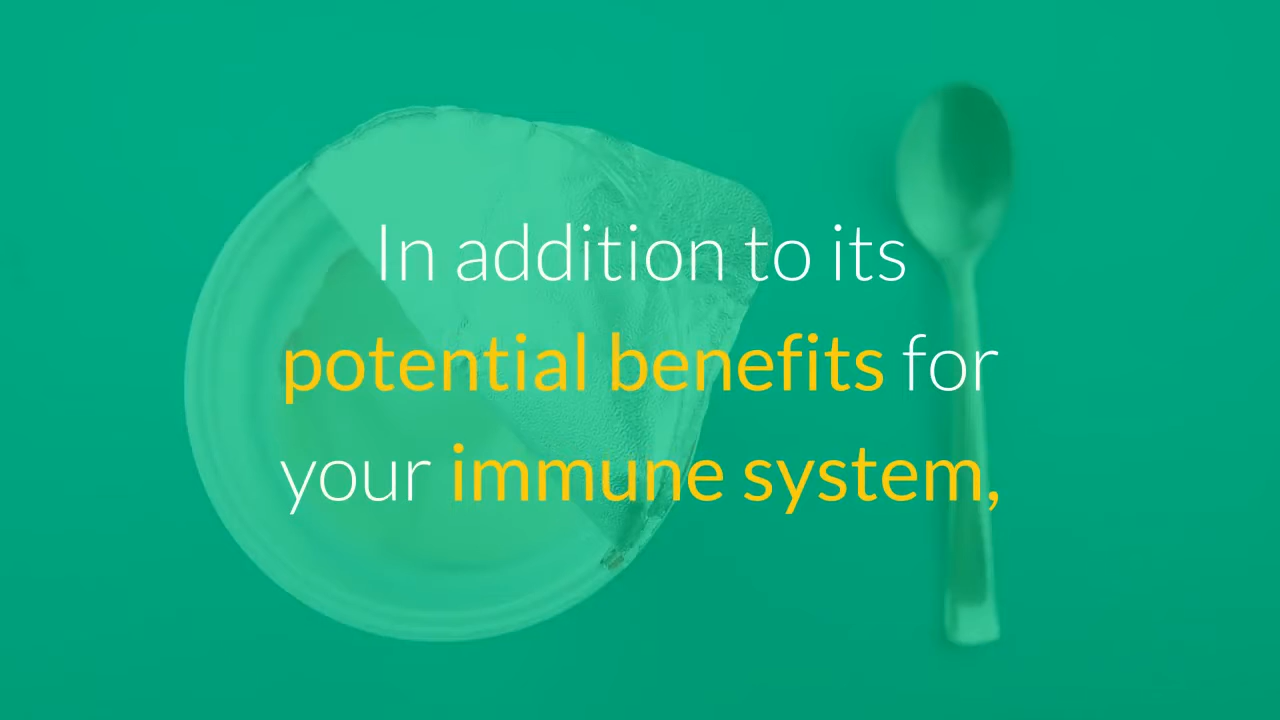 In addition to its
potential benefits for
your immune system,